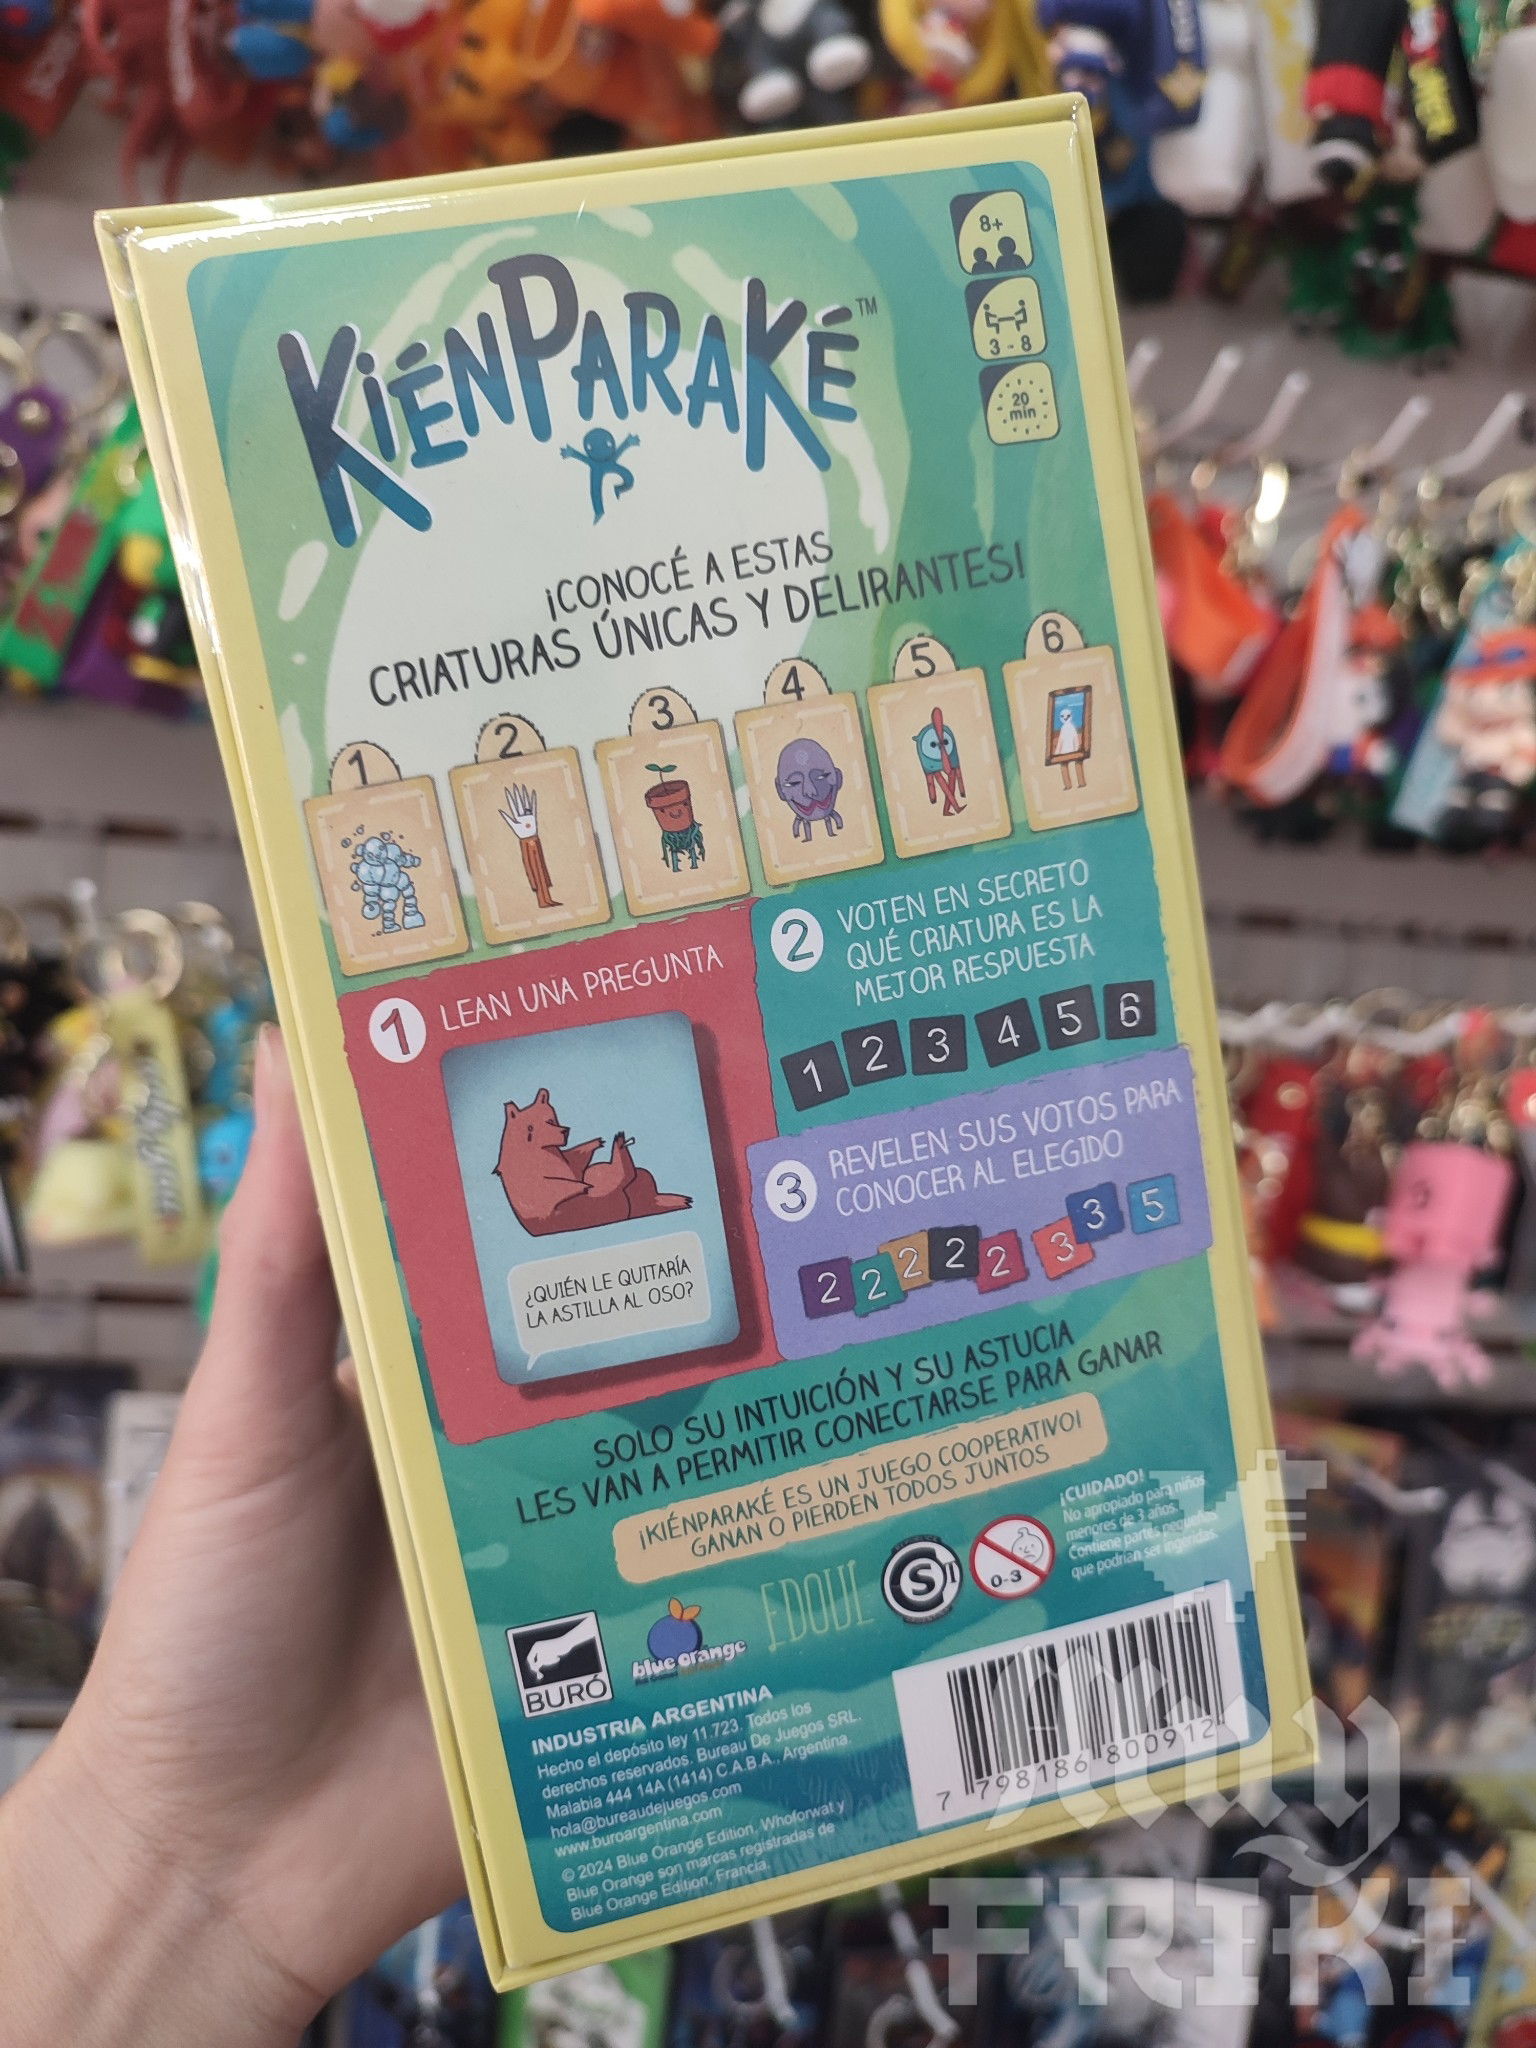 KIÉNPARAKÉ™
8+
3 - 8
20
min
¡CONOCÉ A ESTAS
CRIATURAS ÚNICAS Y DELIRANTES!
1 2 3 4 5 6
1 LEAN UNA PREGUNTA
¿QUIÉN LE QUITARÍA
LA ASTILLA AL OSO?
2 VOTEN EN SECRETO
QUÉ CRIATURA ES LA
MEJOR RESPUESTA
1 2 3 4 5 6
3 REVELEN SUS VOTOS PARA
CONOCER AL ELEGIDO
2 2 2 2 2 3 3 5
SOLO SU INTUICIÓN Y SU ASTUCIA
LES VAN A PERMITIR CONECTARSE PARA GANAR
¡KIÉNPARAKÉ ES UN JUEGO COOPERATIVO!
GANAN O PIERDEN TODOS JUNTOS
BURÓ
blue orange
EDOUL
S
0-3
¡CUIDADO!
No apropiado para niños
menores de 3 años.
Contiene partes pequeñas
que podrían ser ingeridas.
INDUSTRIA ARGENTINA
Hecho el depósito ley 11.723. Todos los
derechos reservados. Bureau De Juegos SRL.
Malabia 444 14A (1414) C.A.B.A., Argentina.
hola@bureaudejuegos.com
www.buroargentina.com
© 2024 Blue Orange Edition, Whoforwat y
Blue Orange son marcas registradas de
Blue Orange Edition, Francia.
7 798186 800912
Muy
FRIKI